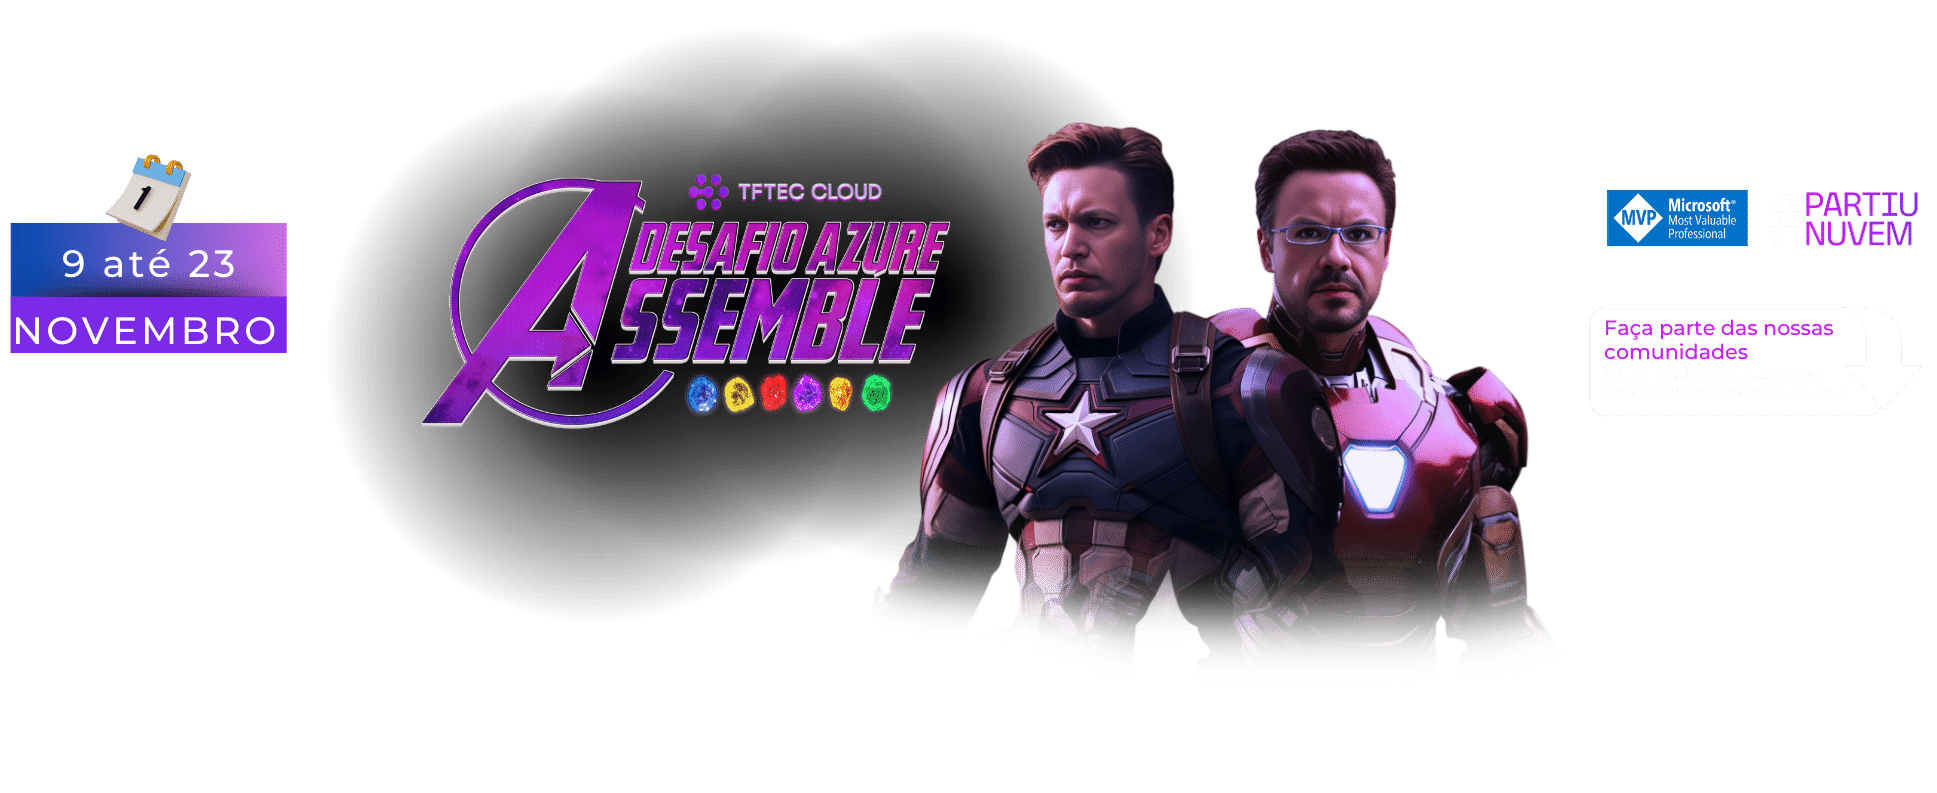 1
9 até 23
NOVEMBRO
TFTEC CLOUD
DESAFIO AZURE
ASSEMBLE
MVP
Microsoft®
Most Valuable
Professional
#PARTIU
NUVEM
Faça parte das nossas
comunidades